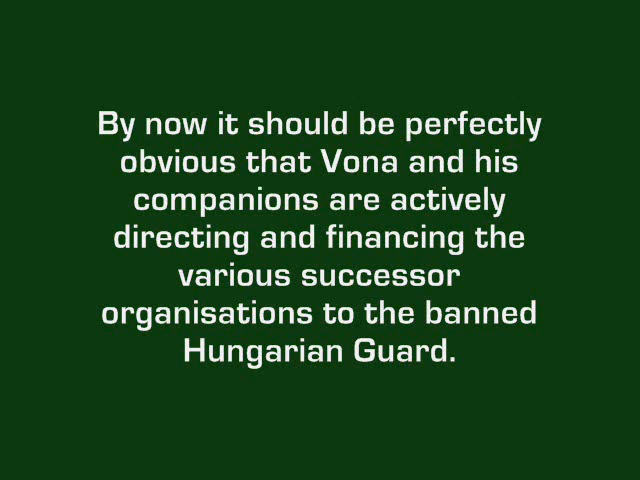 By now it should be perfectly
obvious that Vona and his
companions are actively
directing and financing the
various successor
organisations to the banned
Hungarian Guard.